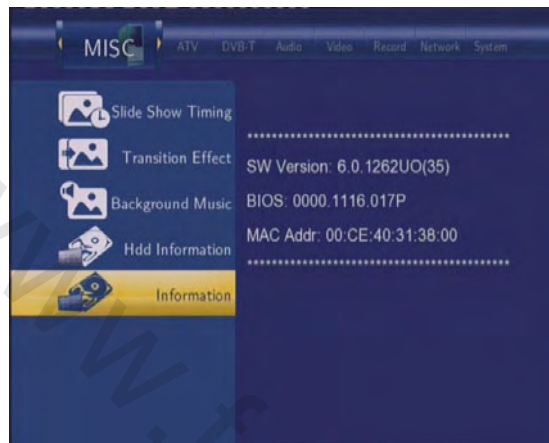 MISC ATV DVB-T Audio Video Record Network System
Slide Show Timing
Transition Effect
Background Music
Hdd Information
Information
********************************************
SW Version: 6.0.1262UO(35)
BIOS: 0000.1116.017P
MAC Addr: 00:CE:40:31:38:00
********************************************
www.f